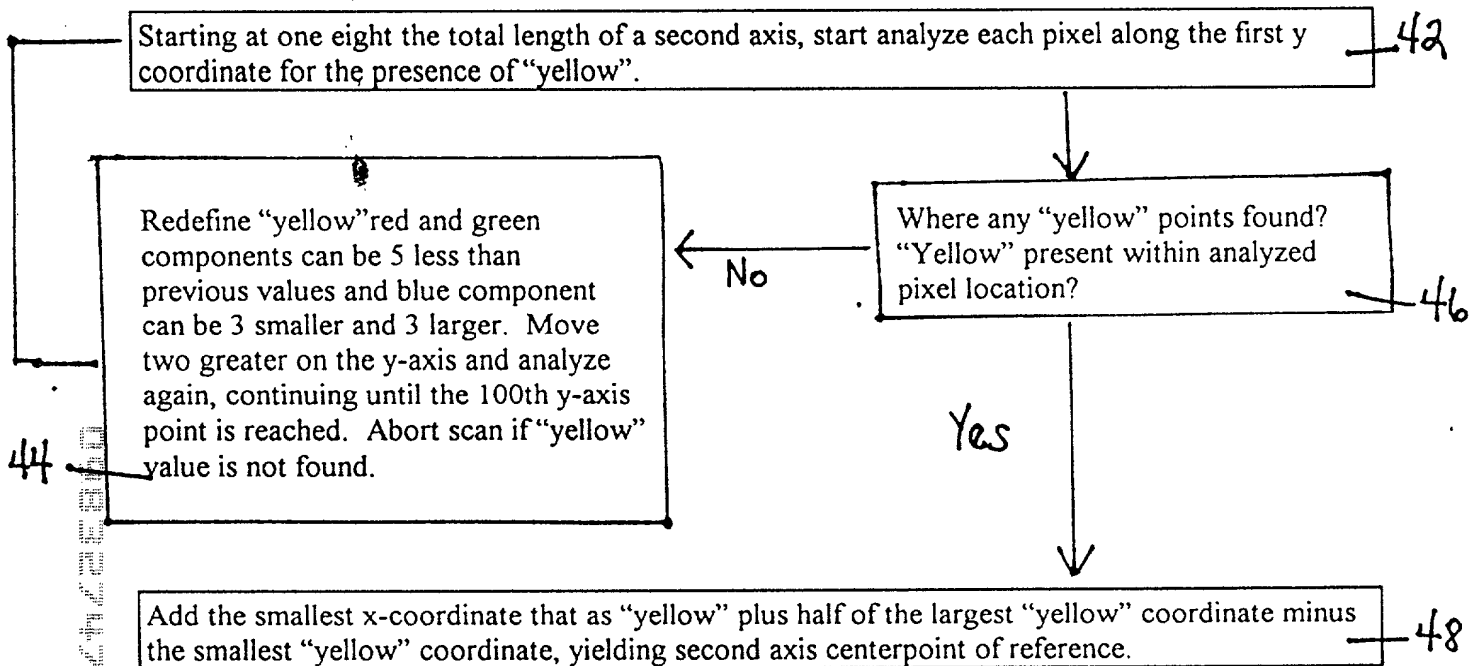 Starting at one eight the total length of a second axis, start analyze each pixel along the first y
coordinate for the presence of “yellow”.
42
Redefine “yellow”red and green
components can be 5 less than
previous values and blue component
can be 3 smaller and 3 larger. Move
two greater on the y-axis and analyze
again, continuing until the 100th y-axis
point is reached. Abort scan if “yellow”
value is not found.
44
No
Where any “yellow” points found?
“Yellow” present within analyzed
pixel location?
46
Yes
Add the smallest x-coordinate that as “yellow” plus half of the largest “yellow” coordinate minus
the smallest “yellow” coordinate, yielding second axis centerpoint of reference.
48